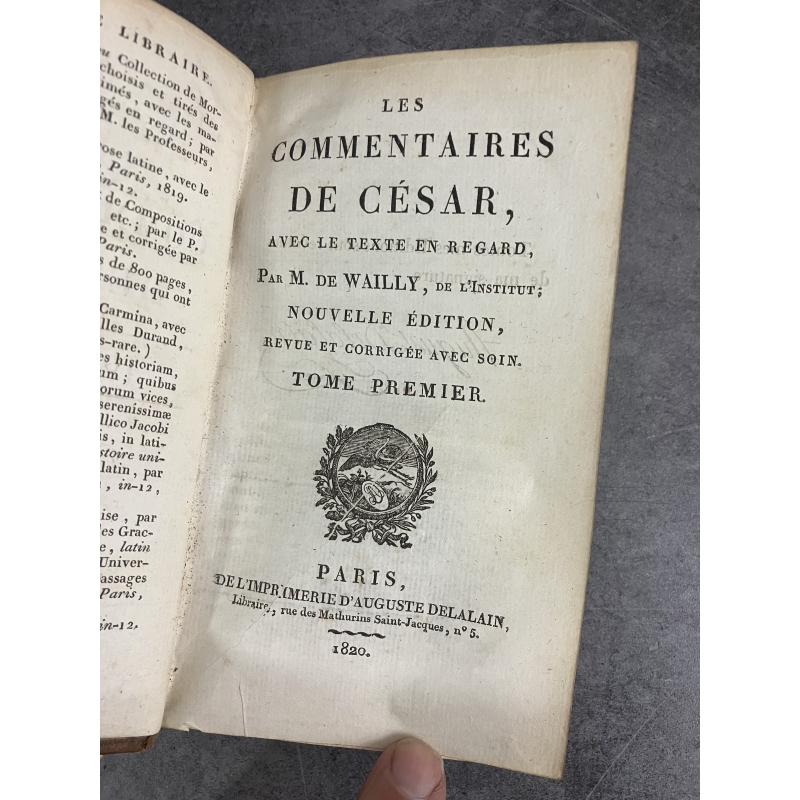 LIBRAIRE.
ou Collection de Mor-
choisis et tirés des
imés, avec les ma-
gés en regard; par
M. les Professeurs,
rose latine, avec le
Paris, 1819.
in-12.
de Compositions
etc.; par le P.
e et corrigée par
Paris.
s de 800 pages,
ersonnes qui ont
Carmina, avec
lles Durand,
s-rare.)
es historiam,
um; quibus
orum vices,
serenissimæ
llico Jacobi
is, in lati-
stoire uni-
latin, par
, in-12,
ise, par
les Grac-
e, latin
Univer-
assages
Paris,
in-12.
LES
COMMENTAIRES
DE CÉSAR,
AVEC LE TEXTE EN REGARD,
PAR M. DE WAILLY, DE L'INSTITUT;
NOUVELLE ÉDITION,
REVUE ET CORRIGÉE AVEC SOIN.
TOME PREMIER.
PARIS,
DE L'IMPRIMERIE D'AUGUSTE DELALAIN,
Libraire, rue des Mathurins Saint-Jacques, n° 5.
1820.